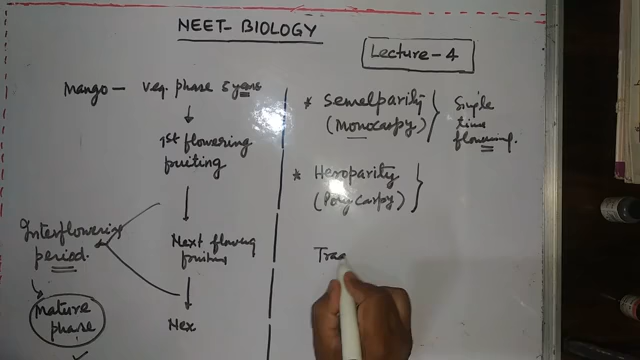 NEET- BIOLOGY
Lecture - 4
Mango — Veg. phase 5 years
1st flowering
fruiting
Next flowering
fruiting
Nex
Interflowering
period.
Mature
phase
* Semelparity
(Monocarpy)
Single
time
flowering.
* Iteroparity
(Polycarpy)
Tra